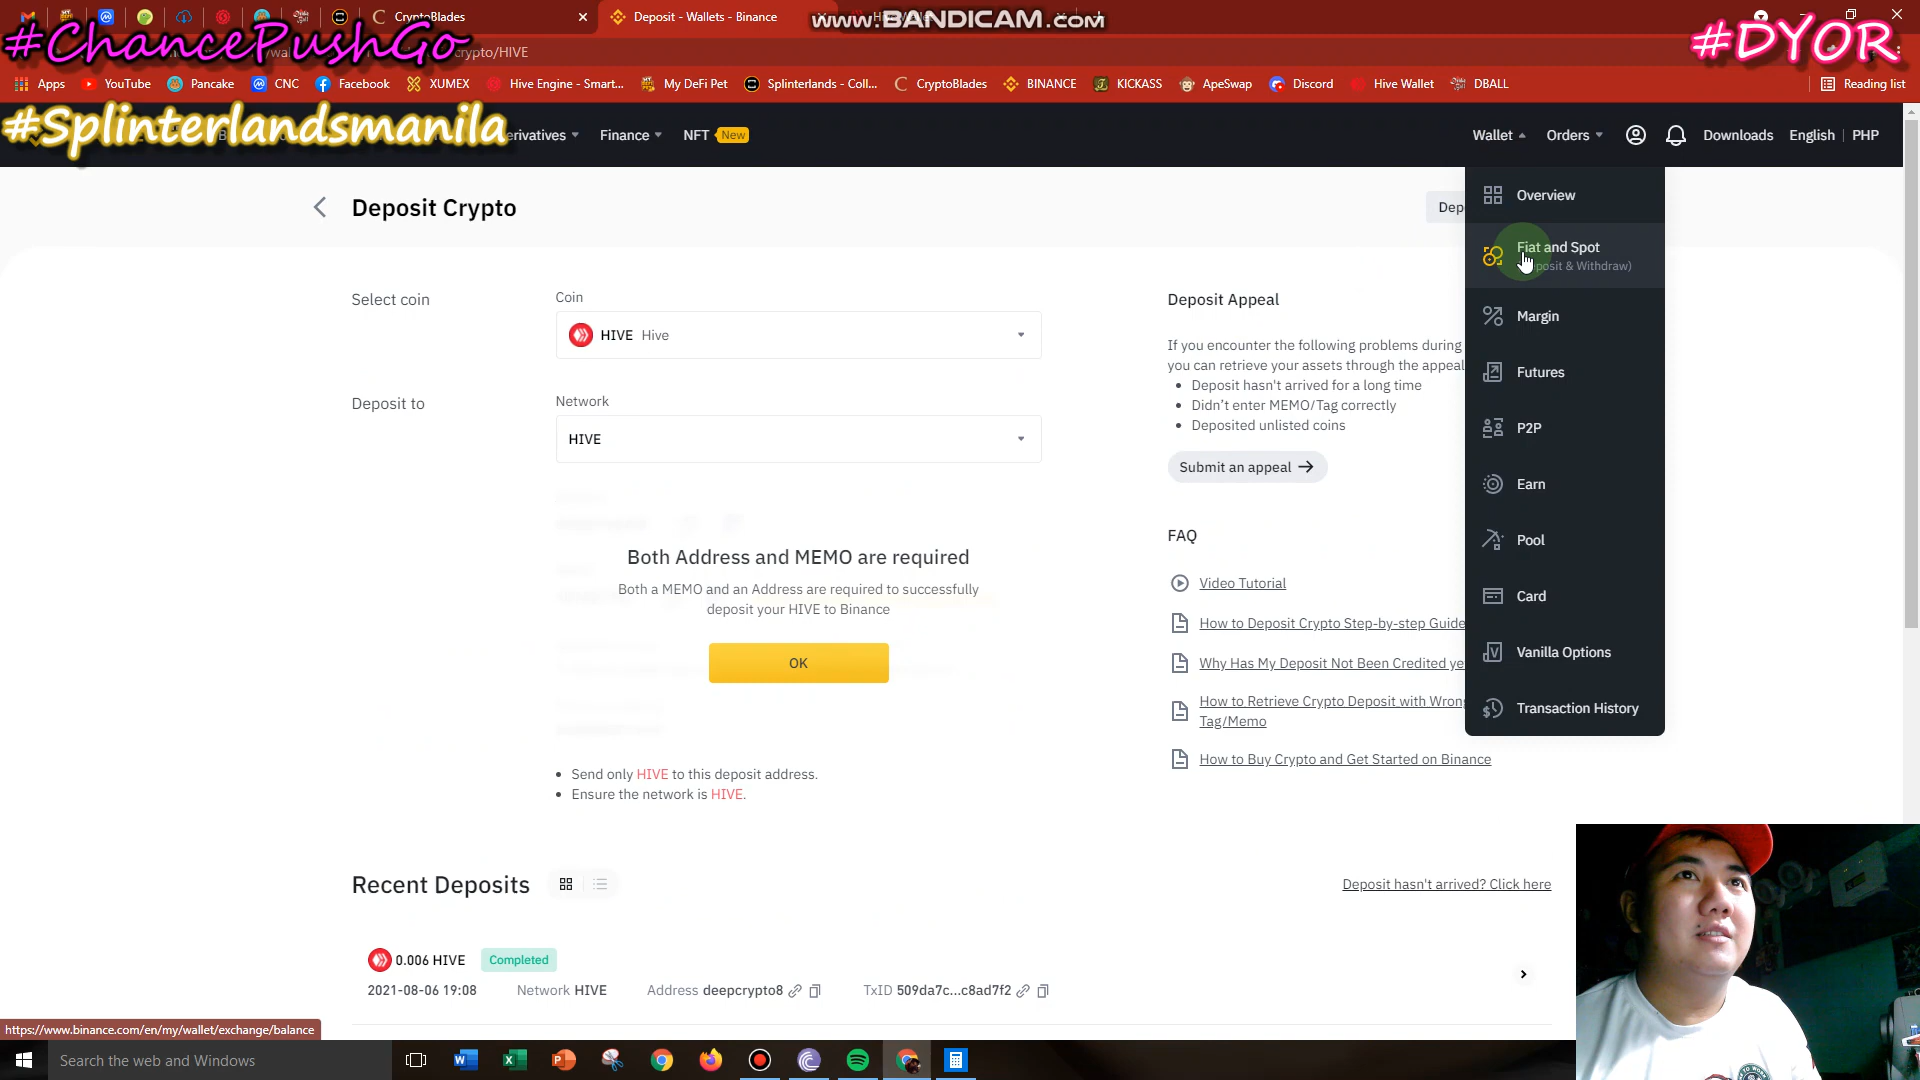 CryptoBlades
Deposit - Wallets - Binance
www.BANDICAM.com
#ChancePushGo
#DYOR
crypto/HIVE
Apps
YouTube
Pancake
CNC
Facebook
XUMEX
Hive Engine - Smart...
My DeFi Pet
Splinterlands - Coll...
CryptoBlades
BINANCE
KICKASS
ApeSwap
Discord
Hive Wallet
DBALL
Reading list
#Splinterlandsmanila
erivatives
Finance
NFT
New
Wallet
Orders
Downloads
English
PHP
Deposit Crypto
Select coin
Coin
HIVE Hive
Deposit to
Network
HIVE
Both Address and MEMO are required
Both a MEMO and an Address are required to successfully
deposit your HIVE to Binance
OK
Send only HIVE to this deposit address.
Ensure the network is HIVE.
Deposit Appeal
If you encounter the following problems during
you can retrieve your assets through the appeal
Deposit hasn't arrived for a long time
Didn't enter MEMO/Tag correctly
Deposited unlisted coins
Submit an appeal
FAQ
Video Tutorial
How to Deposit Crypto Step-by-step Guide
Why Has My Deposit Not Been Credited ye
How to Retrieve Crypto Deposit with Wrong
Tag/Memo
How to Buy Crypto and Get Started on Binance
Overview
Fiat and Spot
posit & Withdraw)
Margin
Futures
P2P
Earn
Pool
Card
Vanilla Options
Transaction History
Recent Deposits
Deposit hasn't arrived? Click here
0.006 HIVE
Completed
2021-08-06 19:08
Network HIVE
Address deepcrypto8
TxID 509da7c...c8ad7f2
https://www.binance.com/en/my/wallet/exchange/balance
Search the web and Windows